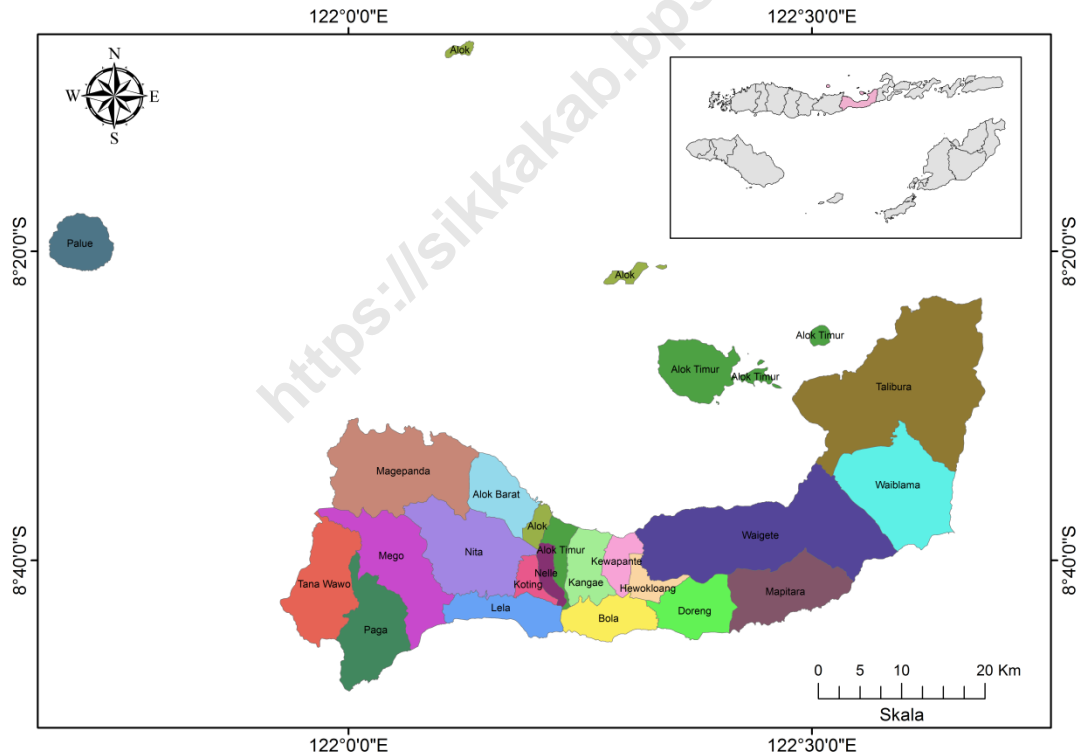 122°0'0"E
122°30'0"E
N
W
E
S
Alok
8°20'0"S
Palue
8°20'0"S
Alok
Alok Timur
Alok Timur
Alok Timur
Talibura
https://sikkakab.bps
Magepanda
Alok Barat
Waiblama
Alok
Waigete
8°40'0"S
Tana Wawo
Mego
Nita
Alok Timur
Kewapante
8°40'0"S
Koting
Nelle
Kangae
Hewokloang
Mapitara
Paga
Lela
Bola
Doreng
0 5 10 20 Km
Skala
122°0'0"E
122°30'0"E